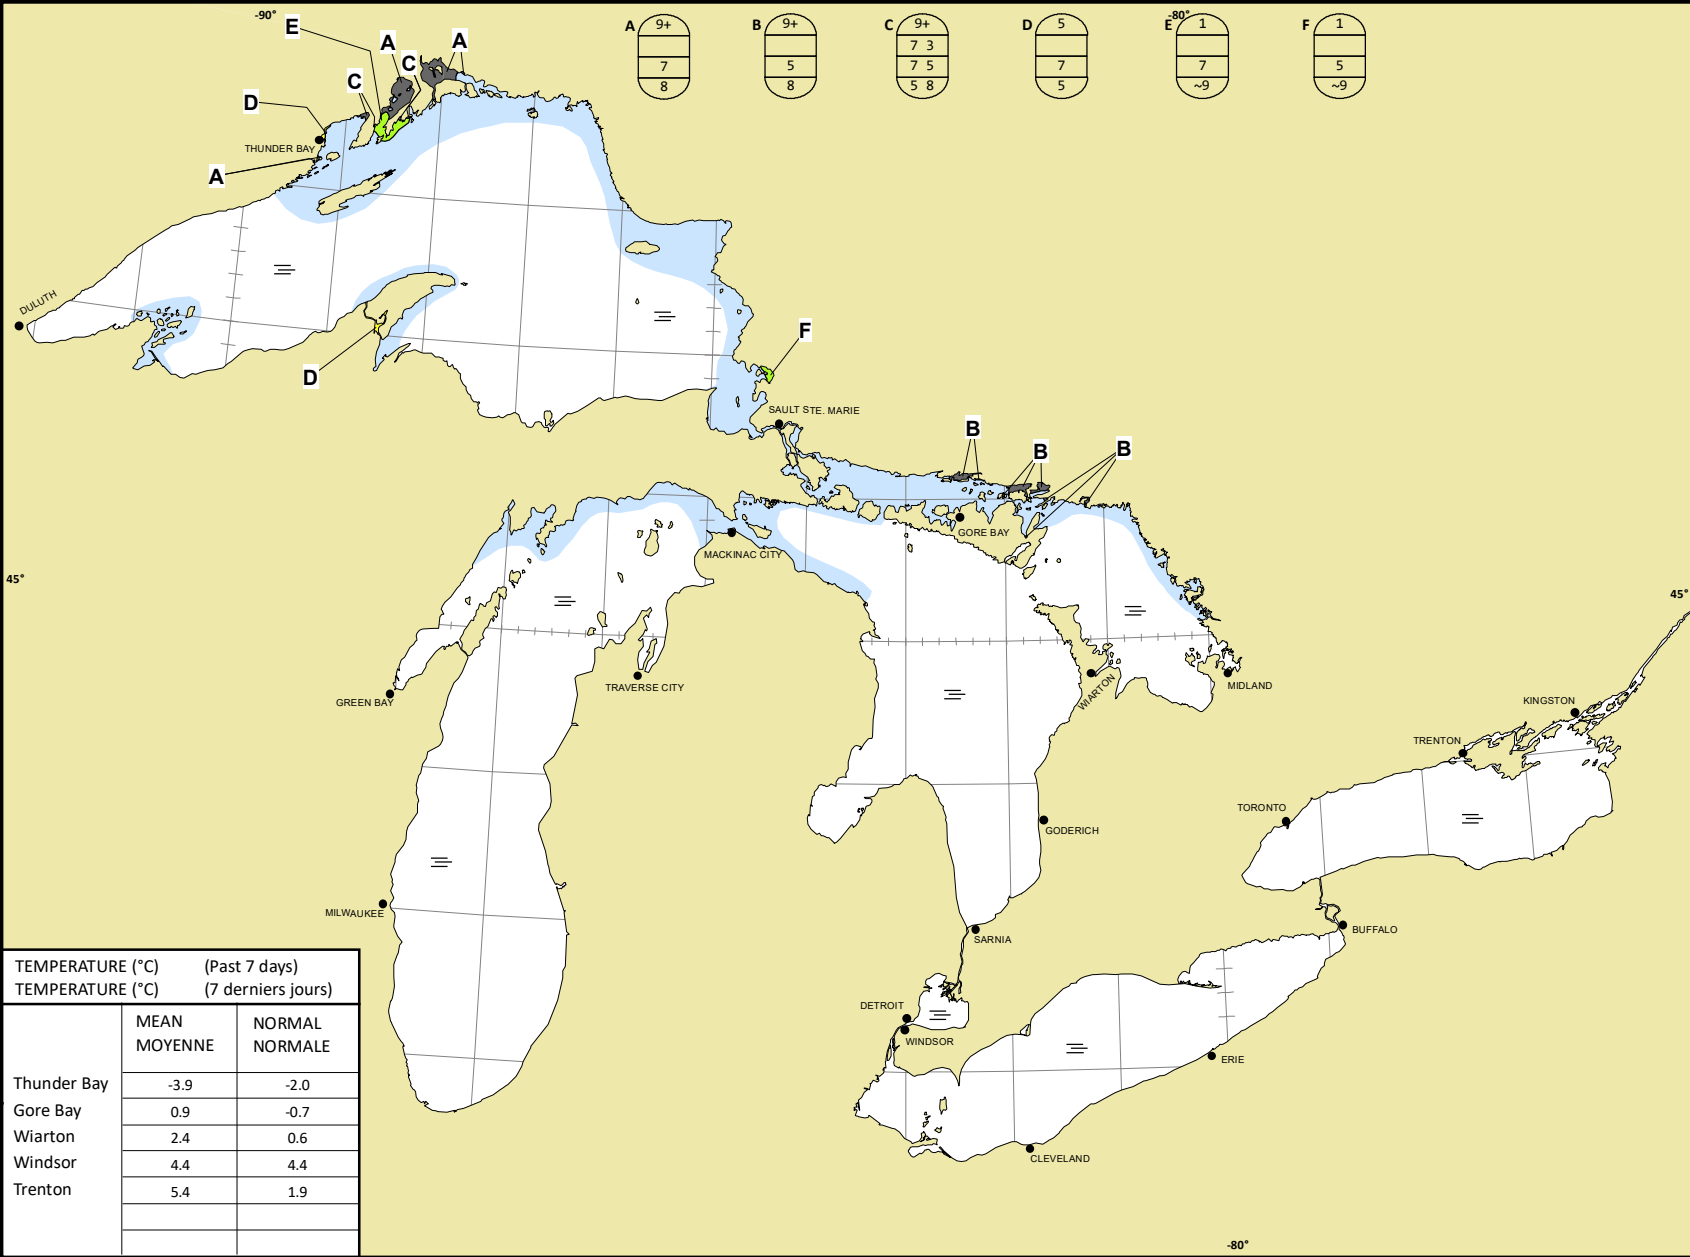 -90°
-80°
E
A
A
C
C
D
A
A 9+ 7 8
B 9+ 5 8
C 9+ 7 3 7 5 5 8
D 5 7 5
E 1 7 ~9
F 1 5 ~9
THUNDER BAY
DULUTH
D
F
SAULT STE. MARIE
B
B
B
GORE BAY
MACKINAC CITY
45°
45°
GREEN BAY
TRAVERSE CITY
WIARTON
MIDLAND
KINGSTON
TRENTON
TORONTO
GODERICH
MILWAUKEE
SARNIA
BUFFALO
DETROIT
WINDSOR
ERIE
CLEVELAND
TEMPERATURE (°C) (Past 7 days)
TEMPERATURE (°C) (7 derniers jours)
MEAN NORMAL
MOYENNE NORMALE
Thunder Bay -3.9 -2.0
Gore Bay 0.9 -0.7
Wiarton 2.4 0.6
Windsor 4.4 4.4
Trenton 5.4 1.9
-80°